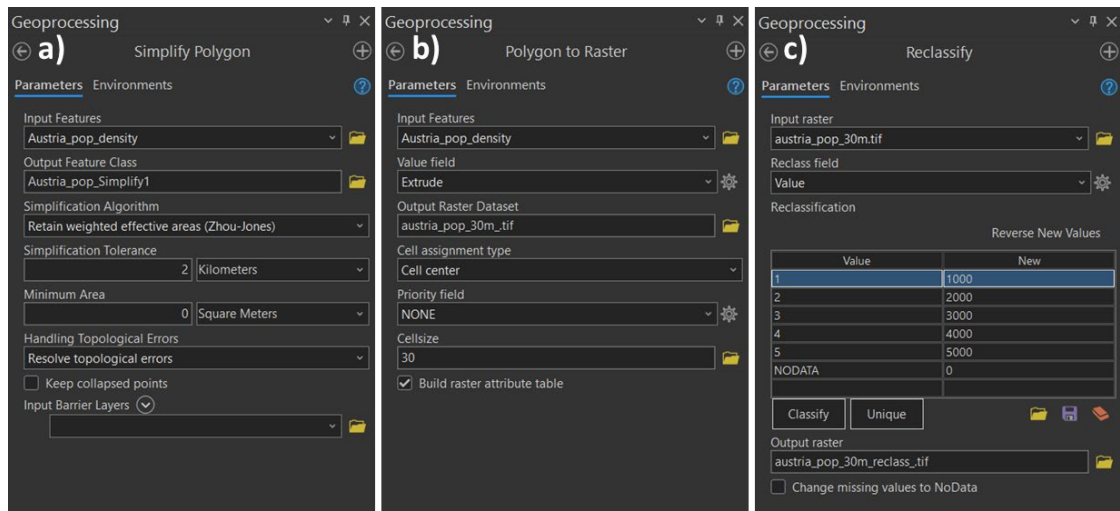 Geoprocessing
a) Simplify Polygon
Parameters Environments
Input Features
Austria_pop_density
Output Feature Class
Austria_pop_Simplify1
Simplification Algorithm
Retain weighted effective areas (Zhou-Jones)
Simplification Tolerance
2 Kilometers
Minimum Area
0 Square Meters
Handling Topological Errors
Resolve topological errors
Keep collapsed points
Input Barrier Layers
Geoprocessing
b) Polygon to Raster
Parameters Environments
Input Features
Austria_pop_density
Value field
Extrude
Output Raster Dataset
austria_pop_30m_.tif
Cell assignment type
Cell center
Priority field
NONE
Cellsize
30
Build raster attribute table
Geoprocessing
c) Reclassify
Parameters Environments
Input raster
austria_pop_30m.tif
Reclass field
Value
Reclassification
Reverse New Values
Value New
1 1000
2 2000
3 3000
4 4000
5 5000
NODATA 0
Classify Unique
Output raster
austria_pop_30m_reclass_.tif
Change missing values to NoData